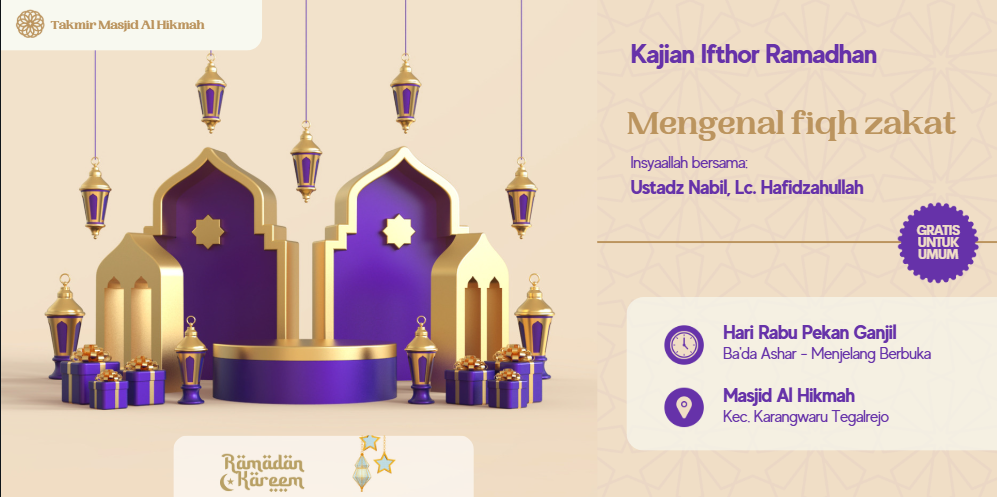 Takmir Masjid Al Hikmah
Kajian Ifthor Ramadhan
Mengenal fiqh zakat
Insyaallah bersama:
Ustadz Nabil, Lc. Hafidzahullah
GRATIS
UNTUK
UMUM
Hari Rabu Pekan Ganjil
Ba'da Ashar - Menjelang Berbuka
Masjid Al Hikmah
Kec. Karangwaru Tegalrejo
Ramadan
Kareem